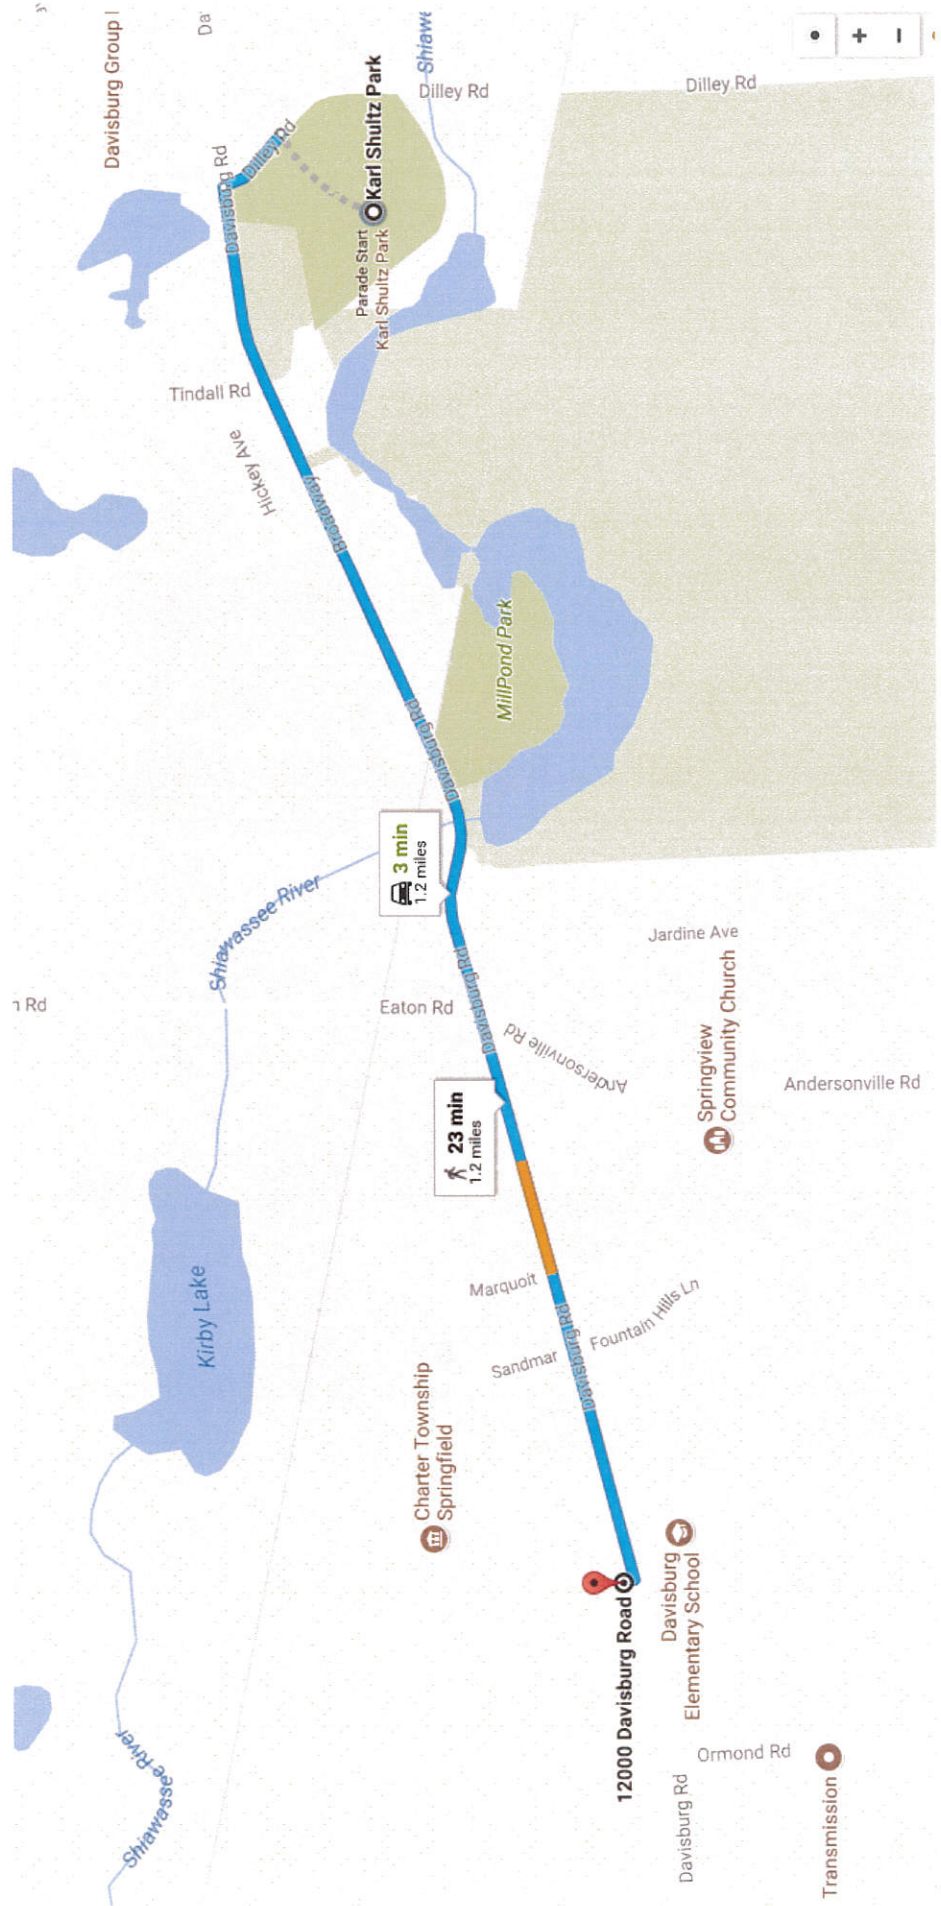 Davisburg Group
Da
Shiawe
Dilley Rd
Dilley Rd
Davisburg Rd
Dilley Rd
Karl Shultz Park
Parade Start
Karl Shultz Park
Tindall Rd
Hickey Ave
Broadway
MillPond Park
Davisburg Rd
3 min
1.2 miles
Shiawassee River
Rd
Eaton Rd
Davisburg Rd
Jardine Ave
Andersonville Rd
Springview
Community Church
Andersonville Rd
23 min
1.2 miles
Kirby Lake
Marquoit
Sandmar
Davisburg Rd
Fountain Hills Ln
Charter Township
Springfield
12000 Davisburg Road
Davisburg
Elementary School
Shiawassee River
Ormond Rd
Davisburg Rd
Transmission